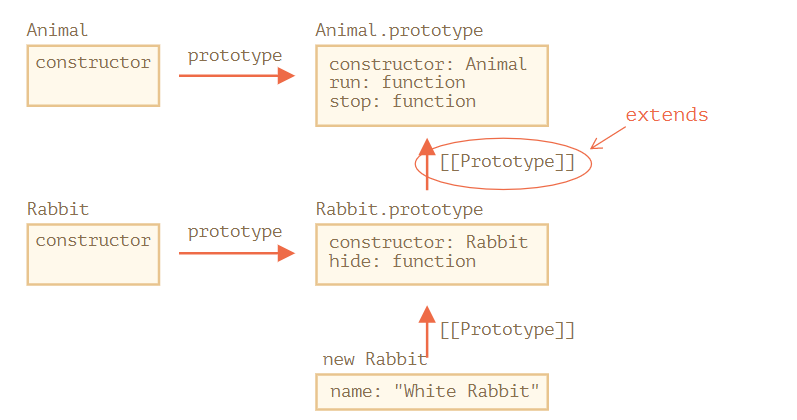 Animal
Animal.prototype
constructor
prototype
constructor: Animal
run: function
stop: function
extends
[[Prototype]]
Rabbit
Rabbit.prototype
constructor
prototype
constructor: Rabbit
hide: function
[[Prototype]]
new Rabbit
name: "White Rabbit"